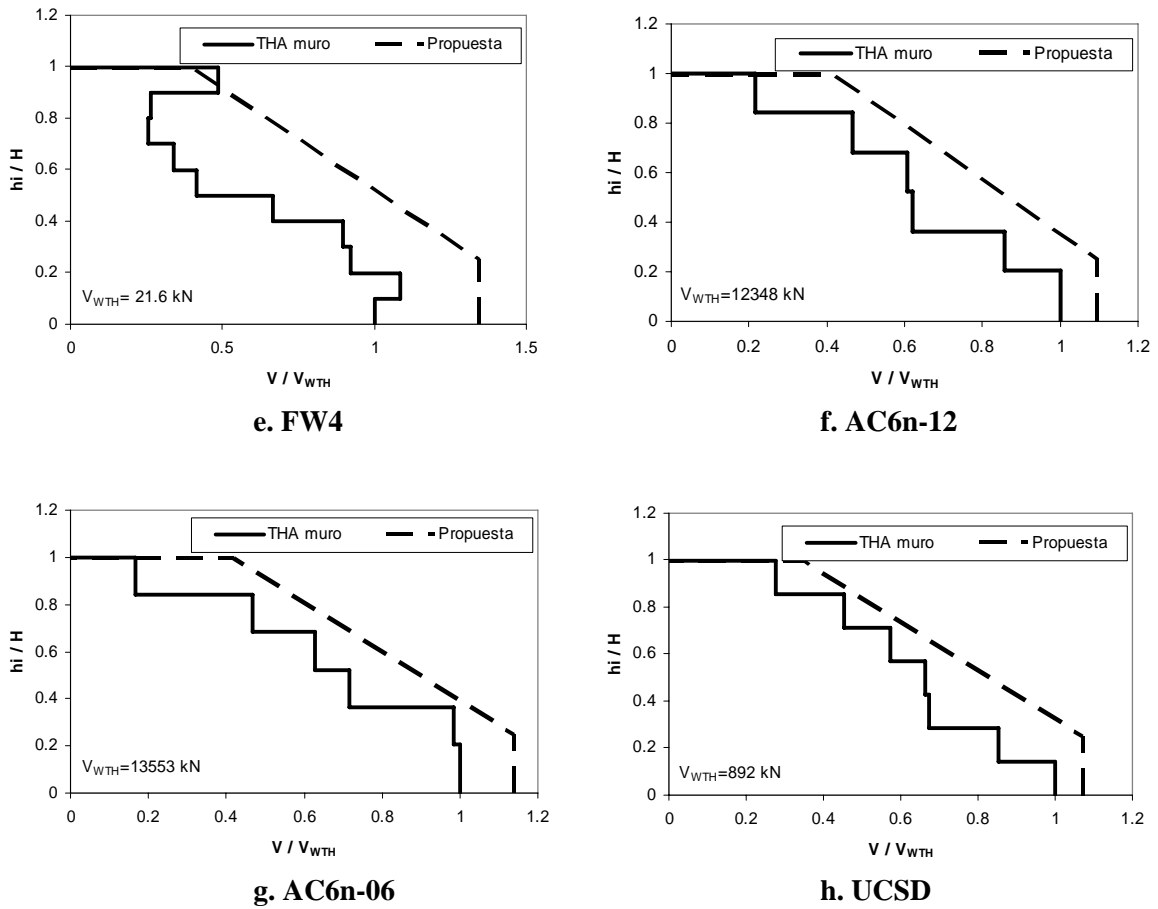 1.2
1
0.8
0.6
0.4
0.2
0
hi / H
THA muro Propuesta
V_WTH= 21.6 kN
0 0.5 1 1.5
V / V_WTH
e. FW4
1.2
1
0.8
0.6
0.4
0.2
0
hi / H
THA muro Propuesta
V_WTH=12348 kN
0 0.2 0.4 0.6 0.8 1 1.2
V / V_WTH
f. AC6n-12
1.2
1
0.8
0.6
0.4
0.2
0
hi / H
THA muro Propuesta
V_WTH=13553 kN
0 0.2 0.4 0.6 0.8 1 1.2
V / V_WTH
g. AC6n-06
1.2
1
0.8
0.6
0.4
0.2
0
hi / H
THA muro Propuesta
V_WTH=892 kN
0 0.2 0.4 0.6 0.8 1 1.2
V / V_WTH
h. UCSD